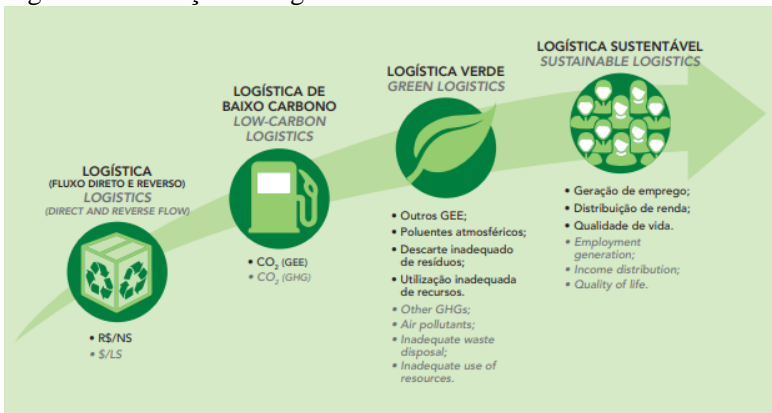 LOGÍSTICA
(FLUXO DIRETO E REVERSO)
LOGISTICS
(DIRECT AND REVERSE FLOW)
• R$/NS
• $/LS
LOGÍSTICA DE
BAIXO CARBONO
LOW-CARBON
LOGISTICS
• CO₂ (GEE)
• CO₂ (GHG)
LOGÍSTICA VERDE
GREEN LOGISTICS
• Outros GEE;
• Poluentes atmosféricos;
• Descarte inadequado
de resíduos;
• Utilização inadequada
de recursos.
• Other GHGs;
• Air pollutants;
• Inadequate waste
disposal;
• Inadequate use of
resources.
LOGÍSTICA SUSTENTÁVEL
SUSTAINABLE LOGISTICS
• Geração de emprego;
• Distribuição de renda;
• Qualidade de vida.
• Employment
generation;
• Income distribution;
• Quality of life.